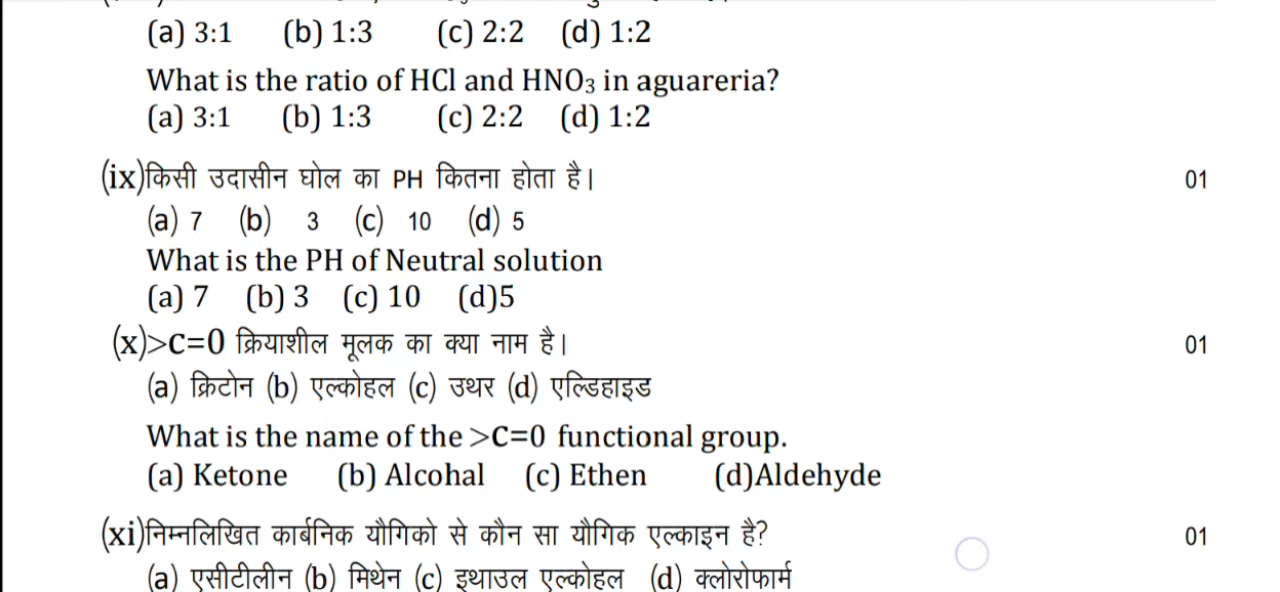 (a) 3:1 (b) 1:3 (c) 2:2 (d) 1:2
What is the ratio of HCl and HNO₃ in aguareria?
(a) 3:1 (b) 1:3 (c) 2:2 (d) 1:2
(ix)किसी उदासीन घोल का PH कितना होता है। 01
(a) 7 (b) 3 (c) 10 (d) 5
What is the PH of Neutral solution
(a) 7 (b) 3 (c) 10 (d)5
(x)>C=0 क्रियाशील मूलक का क्या नाम है। 01
(a) क्रिटोन (b) एल्कोहल (c) उथर (d) एल्डिहाइड
What is the name of the >C=0 functional group.
(a) Ketone (b) Alcohal (c) Ethen (d)Aldehyde
(xi)निम्नलिखित कार्बनिक यौगिको से कौन सा यौगिक एल्काइन है? 01
(a) एसीटीलीन (b) मिथेन (c) इथाउल एल्कोहल (d) क्लोरोफार्म